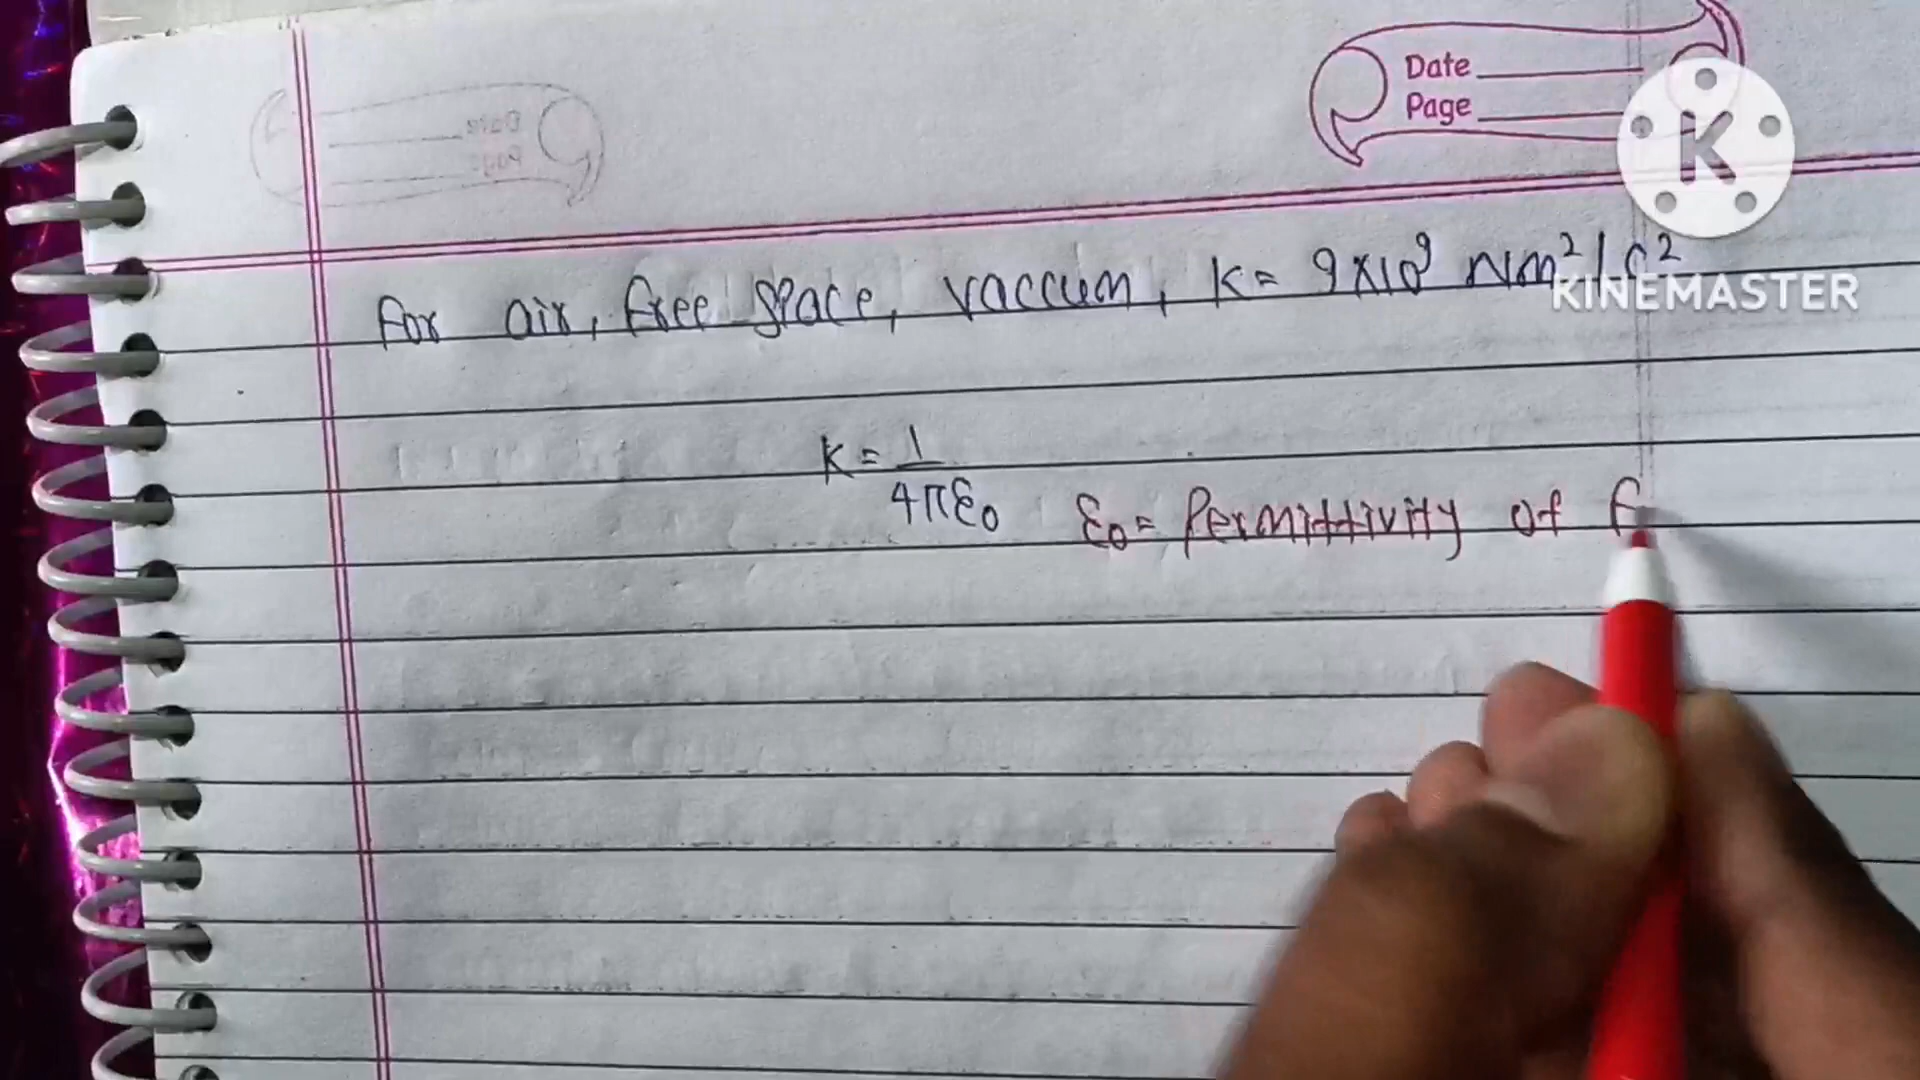 Date
Page
K
KINEMASTER
For air, free space, vaccum, K= 9×10⁹ Nm²/C²
K = 1
4πε₀
ε₀= Permittivity of f